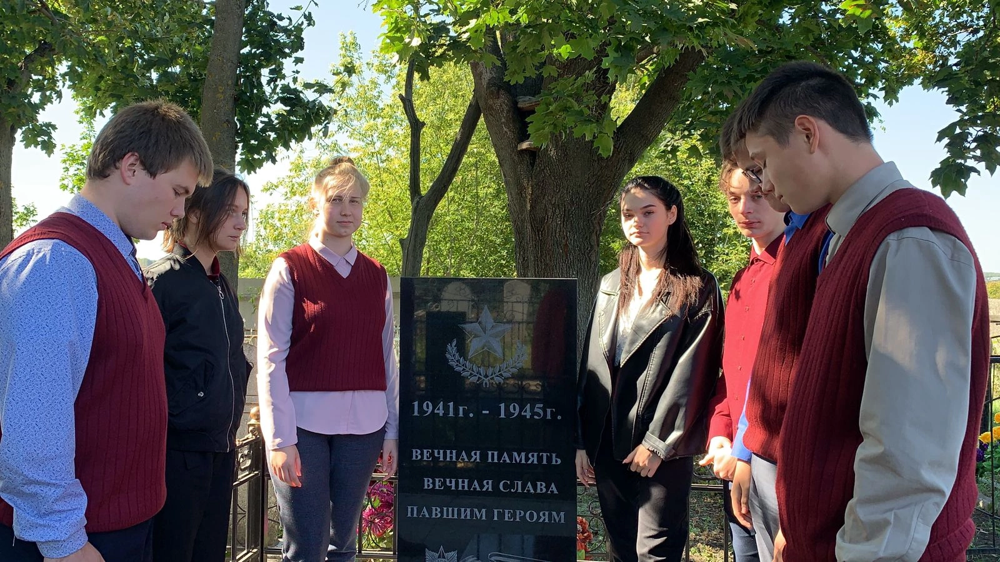 1941г. - 1945г.
ВЕЧНАЯ ПАМЯТЬ
ВЕЧНАЯ СЛАВА
ПАВШИМ ГЕРОЯМ